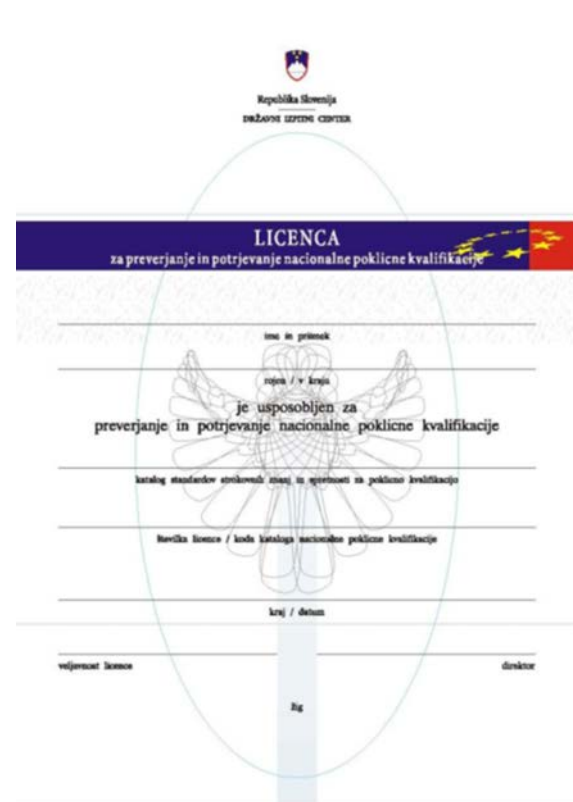 Republika Slovenija
DRŽAVNI IZPITNI CENTER
LICENCA
za preverjanje in potrjevanje nacionalne poklicne kvalifikacije
ime in priimek
rojen / v kraju
je usposobljen za
preverjanje in potrjevanje nacionalne poklicne kvalifikacije
katalog standardov strokovnih znanj in spretnosti za poklicno kvalifikacijo
številka licence / koda kataloga nacionalne poklicne kvalifikacije
kraj / datum
veljavnost licence
direktor
žig